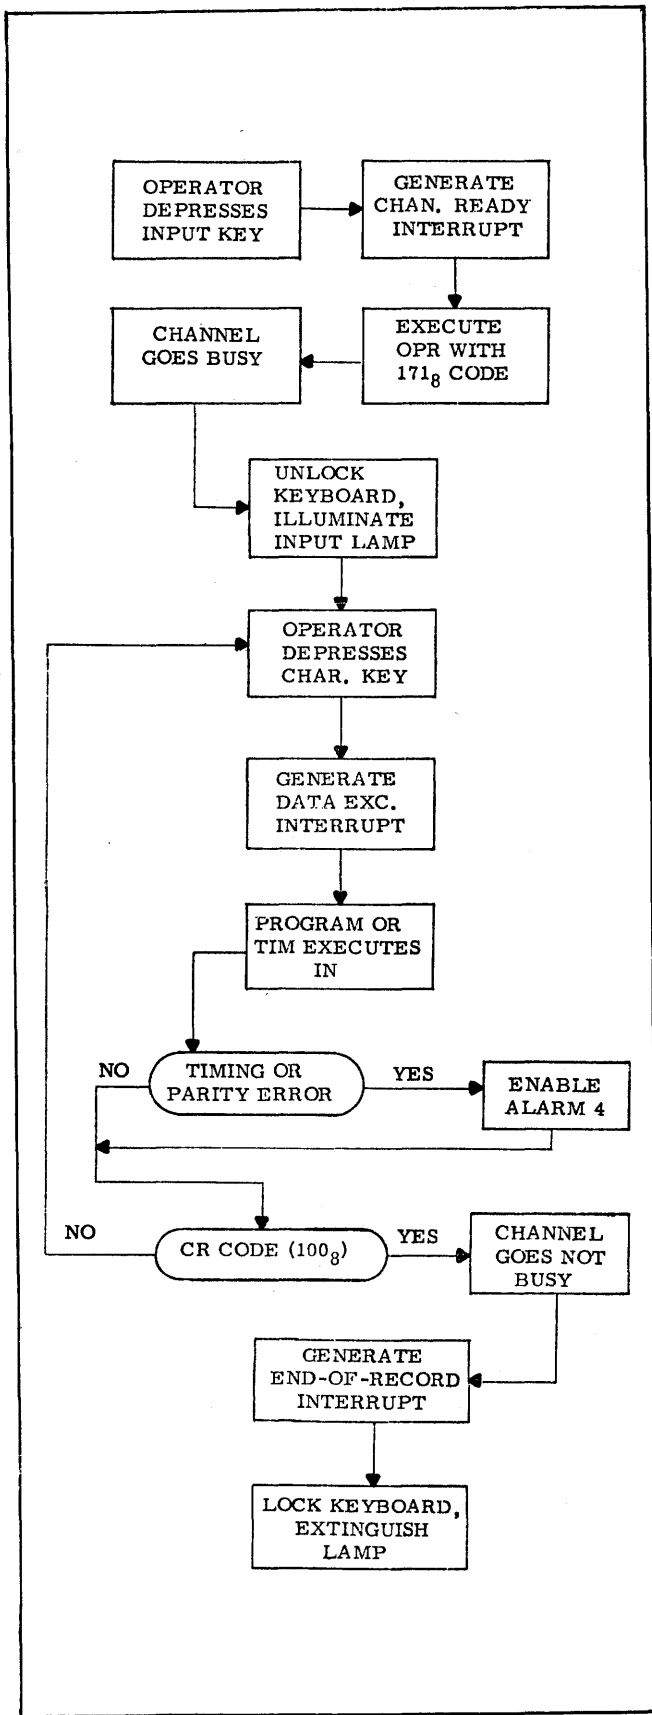 OPERATOR
DEPRESSES
INPUT KEY
GENERATE
CHAN. READY
INTERRUPT
CHANNEL
GOES BUSY
EXECUTE
OPR WITH
171₈ CODE
UNLOCK
KEYBOARD,
ILLUMINATE
INPUT LAMP
OPERATOR
DEPRESSES
CHAR. KEY
GENERATE
DATA EXC.
INTERRUPT
PROGRAM OR
TIM EXECUTES
IN
NO
TIMING OR
PARITY ERROR
YES
ENABLE
ALARM 4
NO
CR CODE (100₈)
YES
CHANNEL
GOES NOT
BUSY
GENERATE
END-OF-RECORD
INTERRUPT
LOCK KEYBOARD,
EXTINGUISH
LAMP